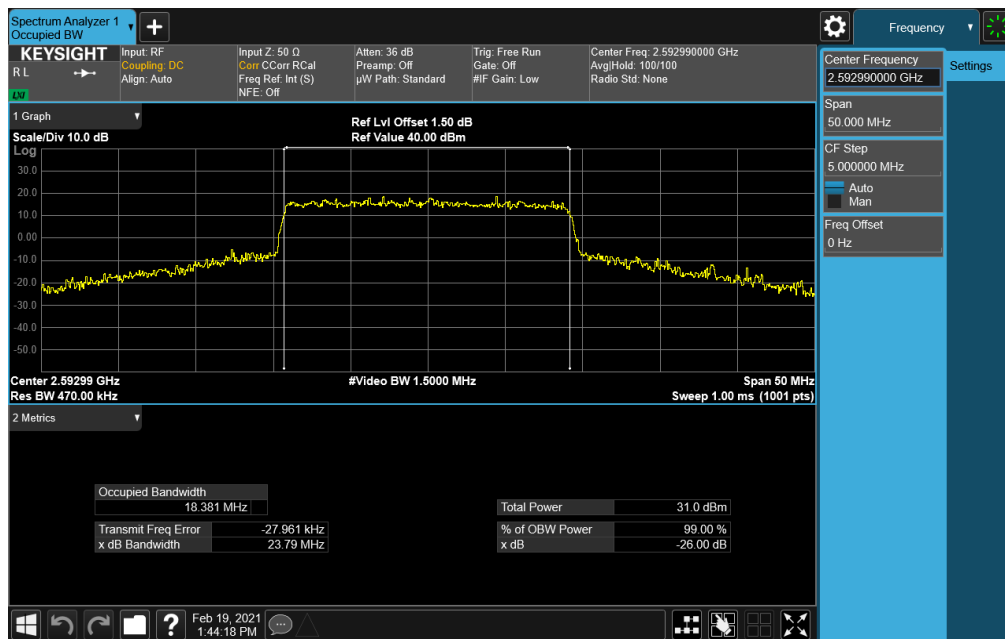 Spectrum Analyzer 1
Occupied BW
Frequency
KEYSIGHT
R L
LXI
Input: RF
Coupling: DC
Align: Auto
Input Z: 50 Ω
Corr CCorr RCal
Freq Ref: Int (S)
NFE: Off
Atten: 36 dB
Preamp: Off
µW Path: Standard
Trig: Free Run
Gate: Off
#IF Gain: Low
Center Freq: 2.592990000 GHz
Avg|Hold: 100/100
Radio Std: None
Center Frequency
2.592990000 GHz
Settings
Span
50.000 MHz
CF Step
5.000000 MHz
Auto
Man
Freq Offset
0 Hz
1 Graph
Scale/Div 10.0 dB
Ref Lvl Offset 1.50 dB
Ref Value 40.00 dBm
Log
30.0
20.0
10.0
0.00
-10.0
-20.0
-30.0
-40.0
-50.0
Center 2.59299 GHz
#Video BW 1.5000 MHz
Span 50 MHz
Res BW 470.00 kHz
Sweep 1.00 ms (1001 pts)
2 Metrics
Occupied Bandwidth
18.381 MHz
Total Power 31.0 dBm
Transmit Freq Error -27.961 kHz
% of OBW Power 99.00 %
x dB Bandwidth 23.79 MHz
x dB -26.00 dB
Feb 19, 2021
1:44:18 PM